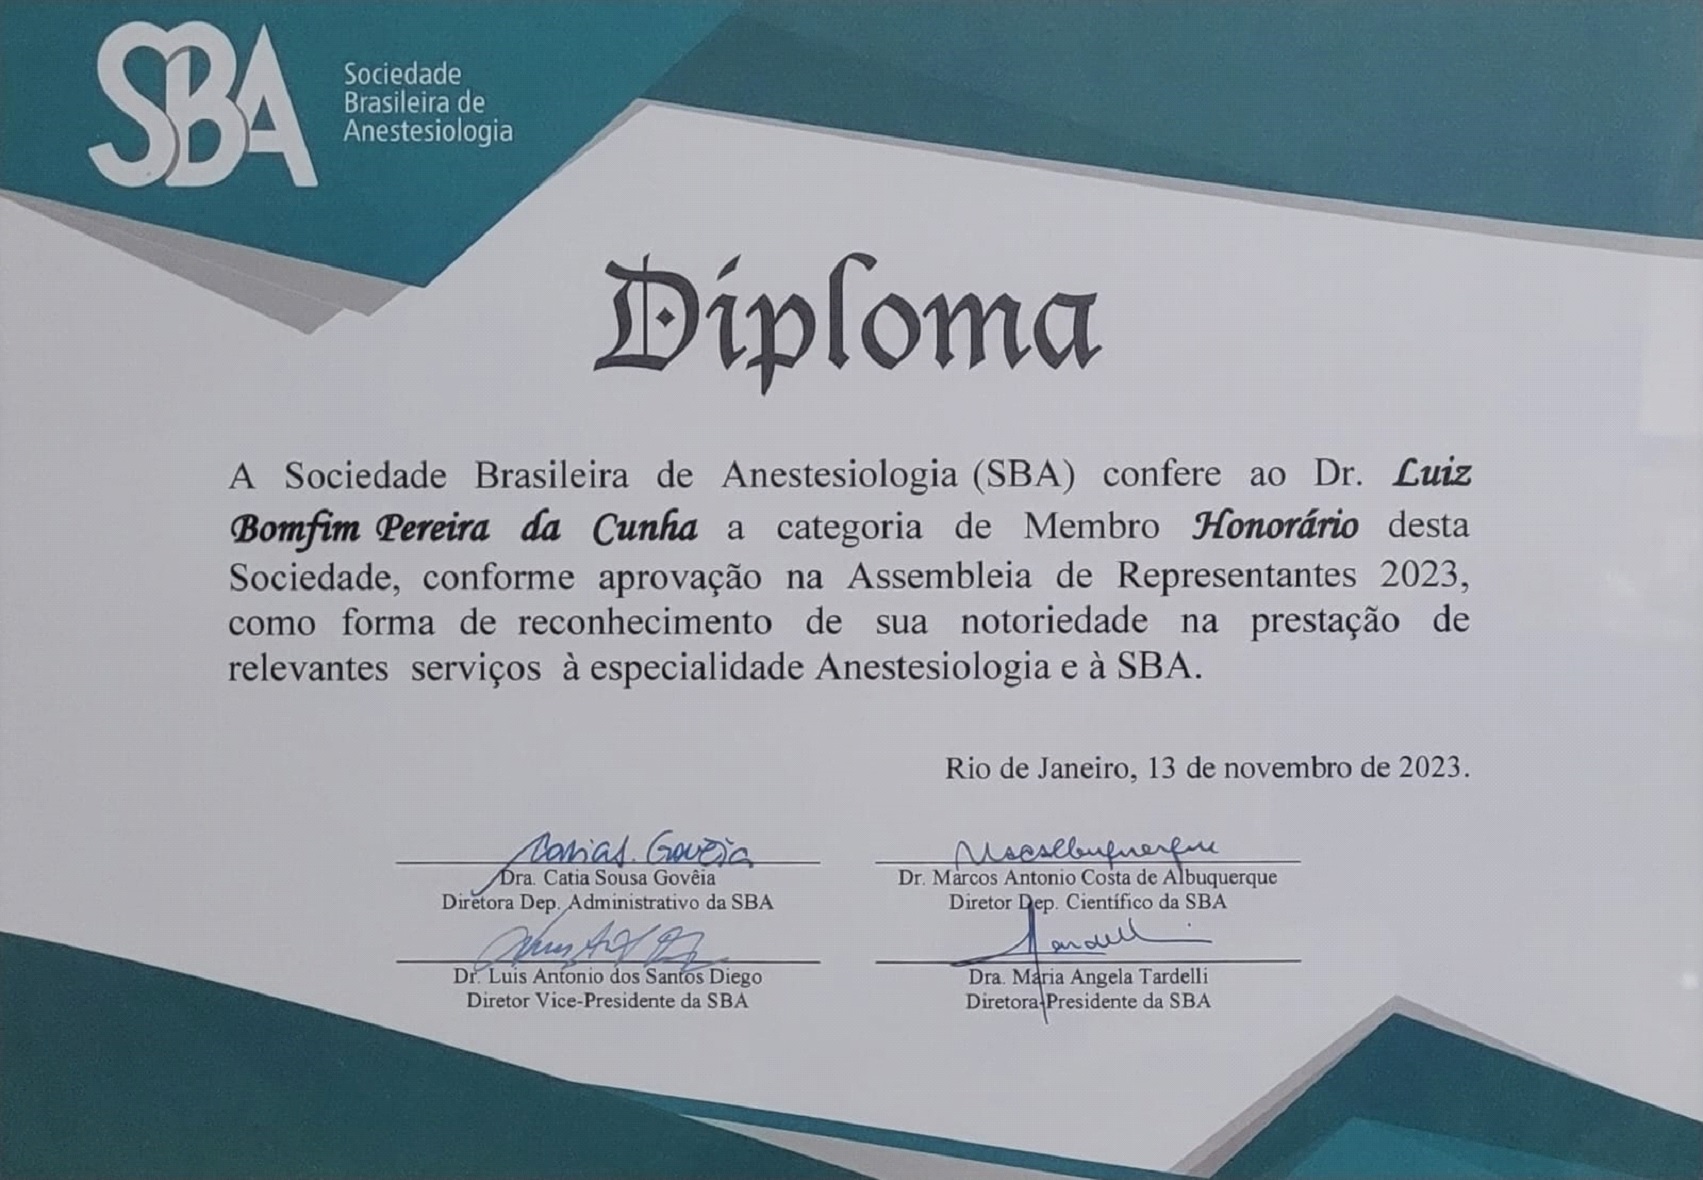 SBA
Sociedade
Brasileira de
Anestesiologia
Diploma
A Sociedade Brasileira de Anestesiologia (SBA) confere ao Dr. Luiz
Bomfim Pereira da Cunha a categoria de Membro Honorário desta
Sociedade, conforme aprovação na Assembleia de Representantes 2023,
como forma de reconhecimento de sua notoriedade na prestação de
relevantes serviços à especialidade Anestesiologia e à SBA.
Rio de Janeiro, 13 de novembro de 2023.
Dra. Catia Sousa Govêia
Diretora Dep. Administrativo da SBA
Dr. Marcos Antonio Costa de Albuquerque
Diretor Dep. Científico da SBA
Dr. Luis Antonio dos Santos Diego
Diretor Vice-Presidente da SBA
Dra. Maria Angela Tardelli
Diretora-Presidente da SBA